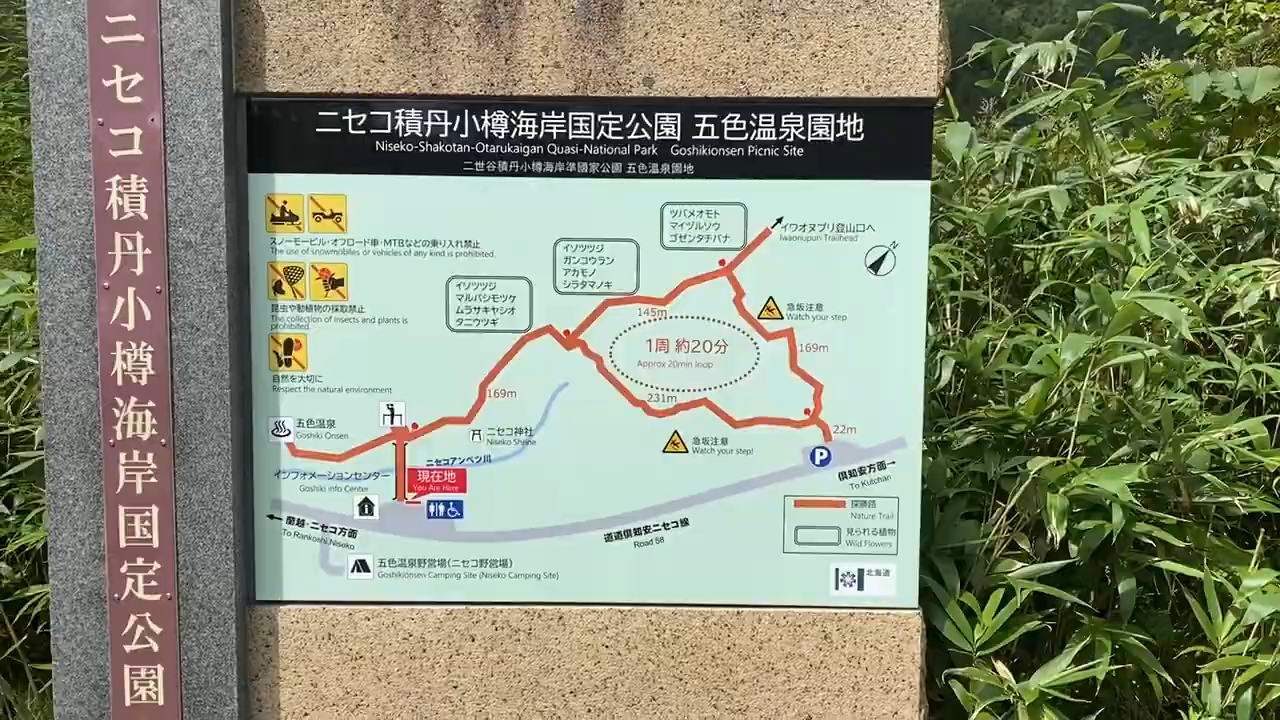 ニセコ積丹小樽海岸国定公園
ニセコ積丹小樽海岸国定公園 五色温泉園地
Niseko-Shakotan-Otarukaigan Quasi-National Park Goshikionsen Picnic Site
二世谷積丹小樽海岸準國家公園 五色温泉園地
スノーモービル・オフロード車・MTBなどの乗り入れ禁止
The use of snowmobiles or vehicles of any kind is prohibited.
昆虫や動植物の採取禁止
The collection of insects and plants is
prohibited.
自然を大切に
Respect the natural environment
ツバメオモト
マイヅルソウ
ゴゼンタチバナ
イワオヌプリ登山口へ
Iwaonupuri Trailhead
N
イソツツジ
ガンコウラン
アカモノ
シラタマノキ
イソツツジ
マルバシモツケ
ムラサキヤシオ
タニウツギ
145m
急坂注意
Watch your step
1周 約20分
Approx 20min loop
169m
169m
231m
急坂注意
Watch your step!
22m
P
五色温泉
Goshiki Onsen
ニセコ神社
Niseko Shrine
ニセコアンベツ川
インフォメーションセンター
Goshiki info Center
現在地
You Are Here
倶知安方面→
To Kutchan
←蘭越・ニセコ方面
To Rankoshi,Niseko
道道倶知安ニセコ線
Road 58
五色温泉野営場(ニセコ野営場)
Goshikionsen Camping Site (Niseko Camping Site)
探勝路
Nature Trail
見られる植物
Wild Flowers
北海道